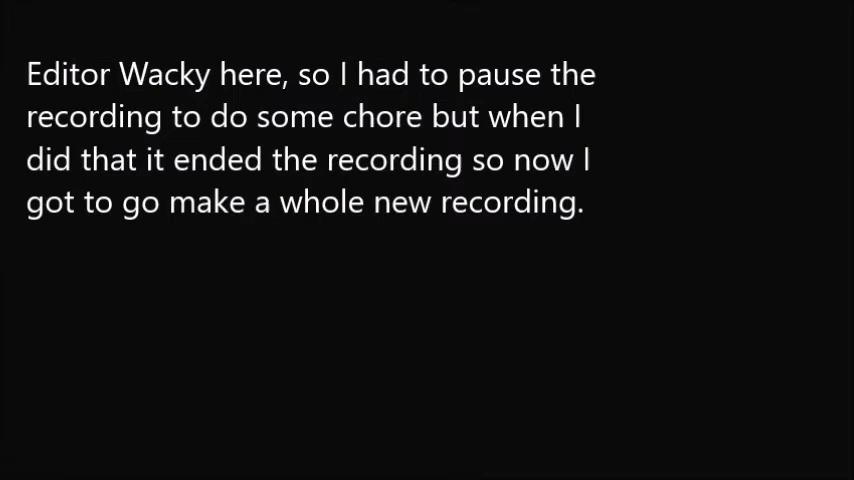 Editor Wacky here, so I had to pause the
recording to do some chore but when I
did that it ended the recording so now I
got to go make a whole new recording.